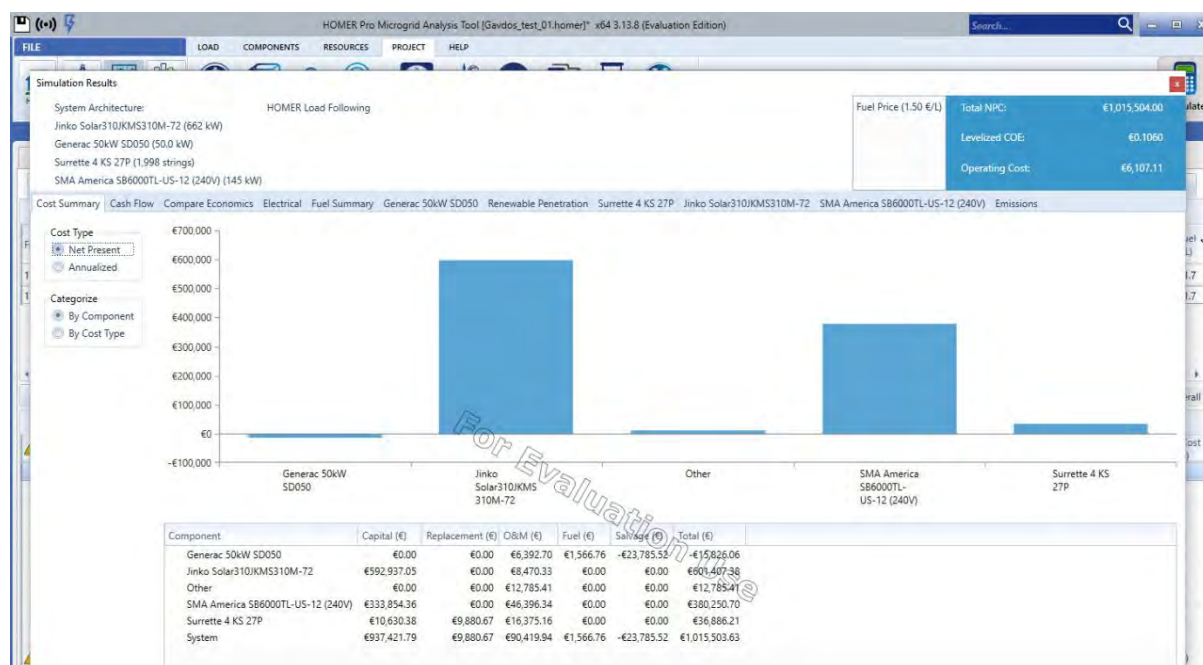 HOMER Pro Microgrid Analysis Tool [Gavdos_test_01.homer]* x64 3.13.8 (Evaluation Edition)
Search...
FILE
LOAD COMPONENTS RESOURCES PROJECT HELP
Simulation Results
x
System Architecture: HOMER Load Following
Jinko Solar310JKMS310M-72 (662 kW)
Generac 50kW SD050 (50.0 kW)
Surrette 4 KS 27P (1,998 strings)
SMA America SB6000TL-US-12 (240V) (145 kW)
Fuel Price (1.50 €/L)
Total NPC: €1,015,504.00
Levelized COE: €0.1060
Operating Cost: €6,107.11
Cost Summary Cash Flow Compare Economics Electrical Fuel Summary Generac 50kW SD050 Renewable Penetration Surrette 4 KS 27P Jinko Solar310JKMS310M-72 SMA America SB6000TL-US-12 (240V) Emissions
Cost Type
Net Present
Annualized
Categorize
By Component
By Cost Type
€700,000
€600,000
€500,000
€400,000
€300,000
€200,000
€100,000
€0
-€100,000
Generac 50kW
SD050
Jinko
Solar310JKMS
310M-72
Other
SMA America
SB6000TL-
US-12 (240V)
Surrette 4 KS
27P
For Evaluation Use
Component Capital (€) Replacement (€) O&M (€) Fuel (€) Salvage (€) Total (€)
Generac 50kW SD050 €0.00 €0.00 €6,392.70 €1,566.76 -€23,785.52 -€15,826.06
Jinko Solar310JKMS310M-72 €592,937.05 €0.00 €8,470.33 €0.00 €0.00 €601,407.38
Other €0.00 €0.00 €12,785.41 €0.00 €0.00 €12,785.41
SMA America SB6000TL-US-12 (240V) €333,854.36 €0.00 €46,396.34 €0.00 €0.00 €380,250.70
Surrette 4 KS 27P €10,630.38 €9,880.67 €16,375.16 €0.00 €0.00 €36,886.21
System €937,421.79 €9,880.67 €90,419.94 €1,566.76 -€23,785.52 €1,015,503.63